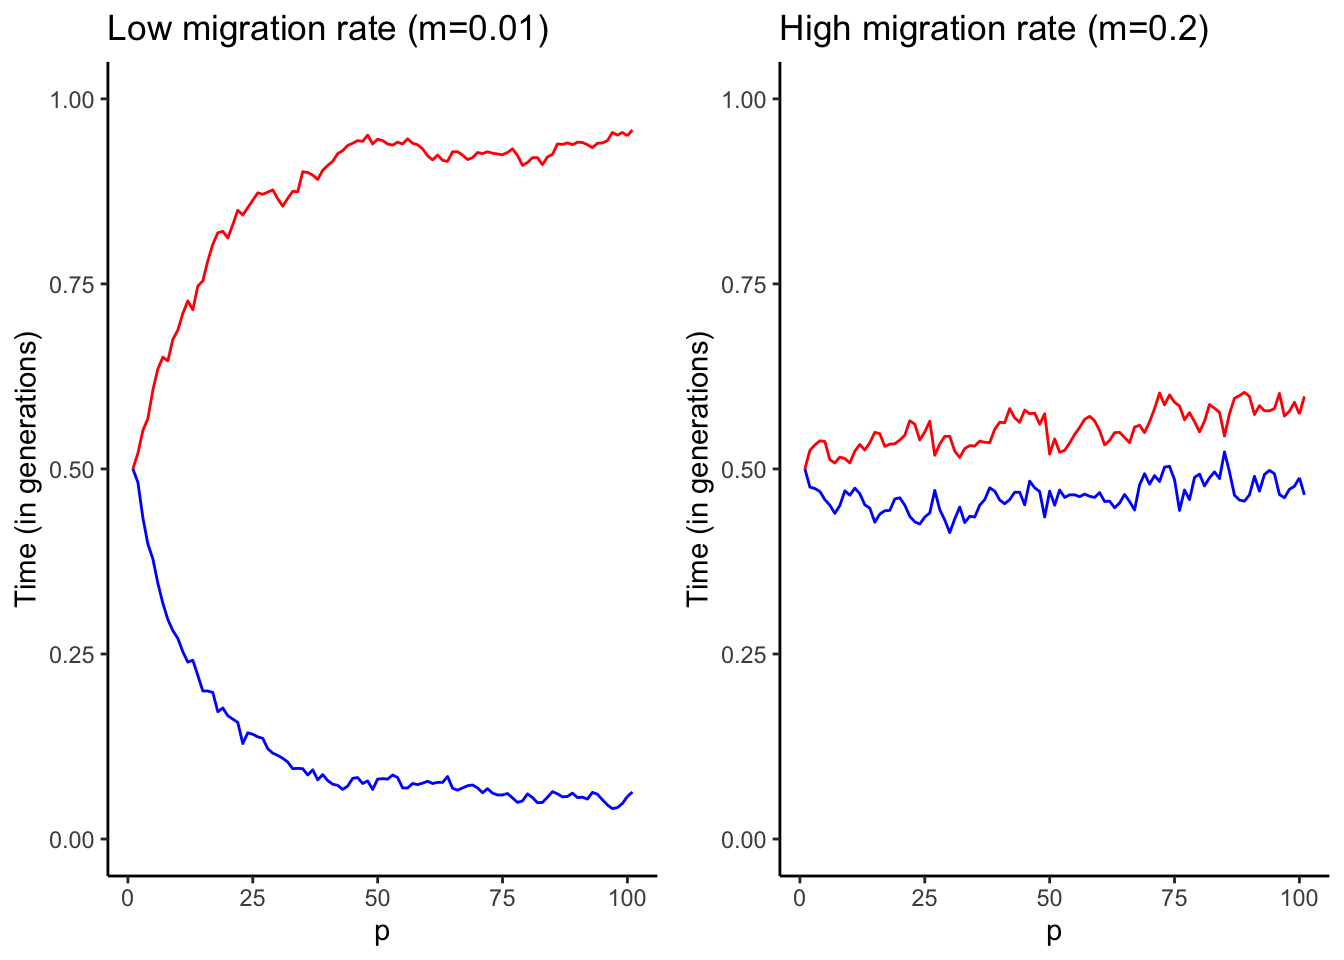 Low migration rate (m=0.01)
1.00
0.75
0.50
0.25
0.00
Time (in generations)
0 25 50 75 100
p
High migration rate (m=0.2)
1.00
0.75
0.50
0.25
0.00
Time (in generations)
0 25 50 75 100
p